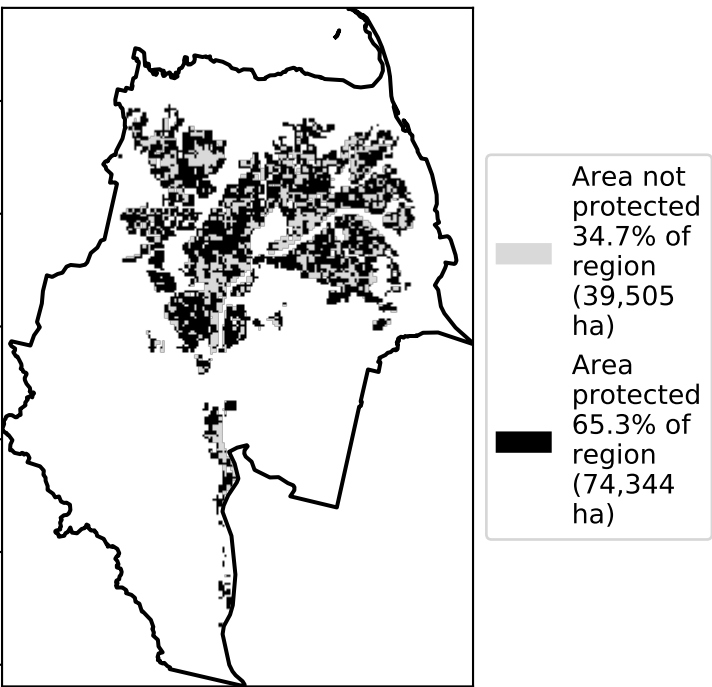 Area not
protected
34.7% of
region
(39,505
ha)
Area
protected
65.3% of
region
(74,344
ha)